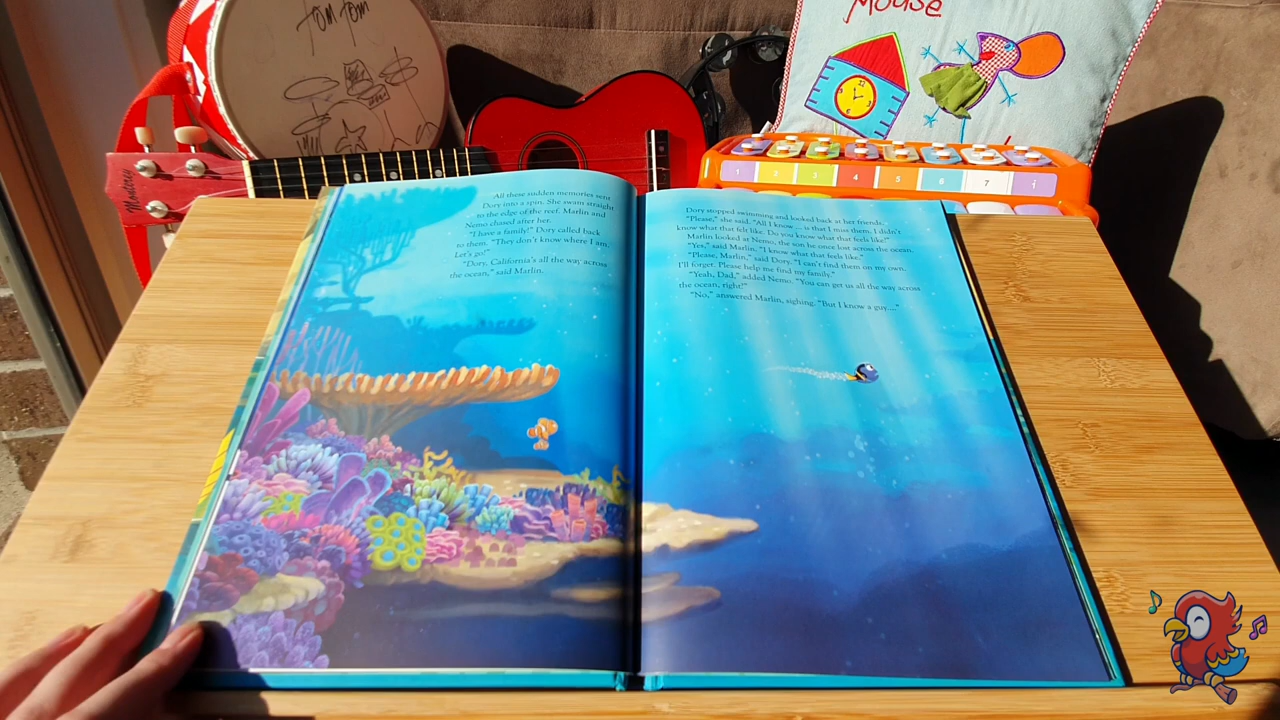 Tom Tom
Mouse
Mahalo
1 2 3 4 5 6 7 i
All these sudden memories sent
Dory into a spin. She swam straight
to the edge of the reef. Marlin and
Nemo chased after her.
“I have a family!” Dory called back
to them. “They don’t know where I am.
Let’s go!”
“Dory, California’s all the way across
the ocean,” said Marlin.
Dory stopped swimming and looked back at her friends.
“Please,” she said. “All I know ... is that I miss them. I didn’t
know what that felt like. Do you know what that feels like?”
Marlin looked at Nemo, the son he once lost across the ocean.
“Yes,” said Marlin. “I know what that feels like.”
“Please, Marlin,” said Dory. “I can’t find them on my own.
I’ll forget. Please help me find my family.”
“Yeah, Dad,” added Nemo. “You can get us all the way across
the ocean, right?”
“No,” answered Marlin, sighing. “But I know a guy....”